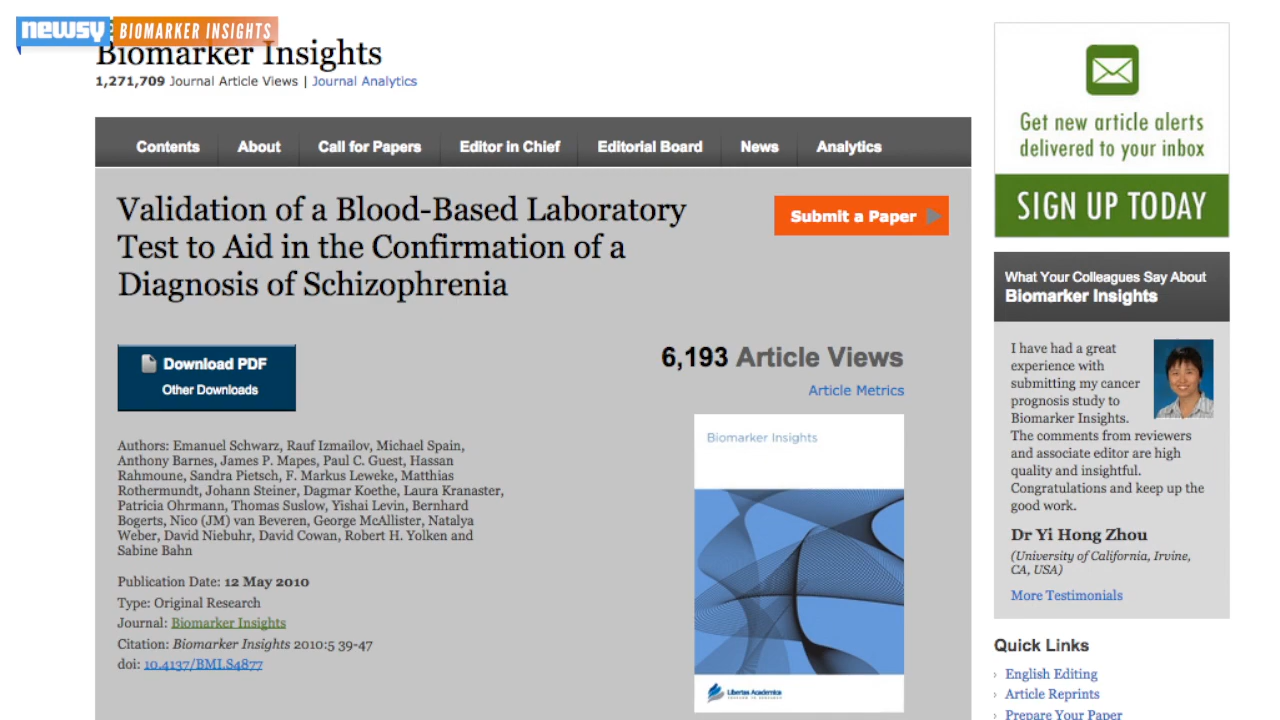 newsy BIOMARKER INSIGHTS
Biomarker Insights
1,271,709 Journal Article Views | Journal Analytics
Contents About Call for Papers Editor in Chief Editorial Board News Analytics
Validation of a Blood-Based Laboratory
Test to Aid in the Confirmation of a
Diagnosis of Schizophrenia
Submit a Paper
Download PDF
Other Downloads
6,193 Article Views
Article Metrics
Authors: Emanuel Schwarz, Rauf Izmailov, Michael Spain,
Anthony Barnes, James P. Mapes, Paul C. Guest, Hassan
Rahmoune, Sandra Pietsch, F. Markus Leweke, Matthias
Rothermundt, Johann Steiner, Dagmar Koethe, Laura Kranaster,
Patricia Ohrmann, Thomas Suslow, Yishai Levin, Bernhard
Bogerts, Nico (JM) van Beveren, George McAllister, Natalya
Weber, David Niebuhr, David Cowan, Robert H. Yolken and
Sabine Bahn
Publication Date: 12 May 2010
Type: Original Research
Journal: Biomarker Insights
Citation: Biomarker Insights 2010:5 39-47
doi: 10.4137/BMI.S4877
Biomarker Insights
Libertas Academica
Get new article alerts
delivered to your inbox
SIGN UP TODAY
What Your Colleagues Say About
Biomarker Insights
I have had a great
experience with
submitting my cancer
prognosis study to
Biomarker Insights.
The comments from reviewers
and associate editor are high
quality and insightful.
Congratulations and keep up the
good work.
Dr Yi Hong Zhou
(University of California, Irvine,
CA, USA)
More Testimonials
Quick Links
English Editing
Article Reprints
Prepare Your Paper